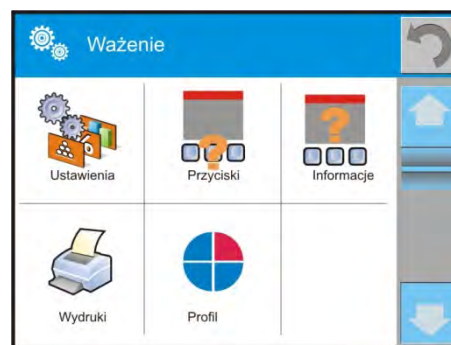 Ważenie
Ustawienia
Przyciski
Informacje
Wydruki
Profil